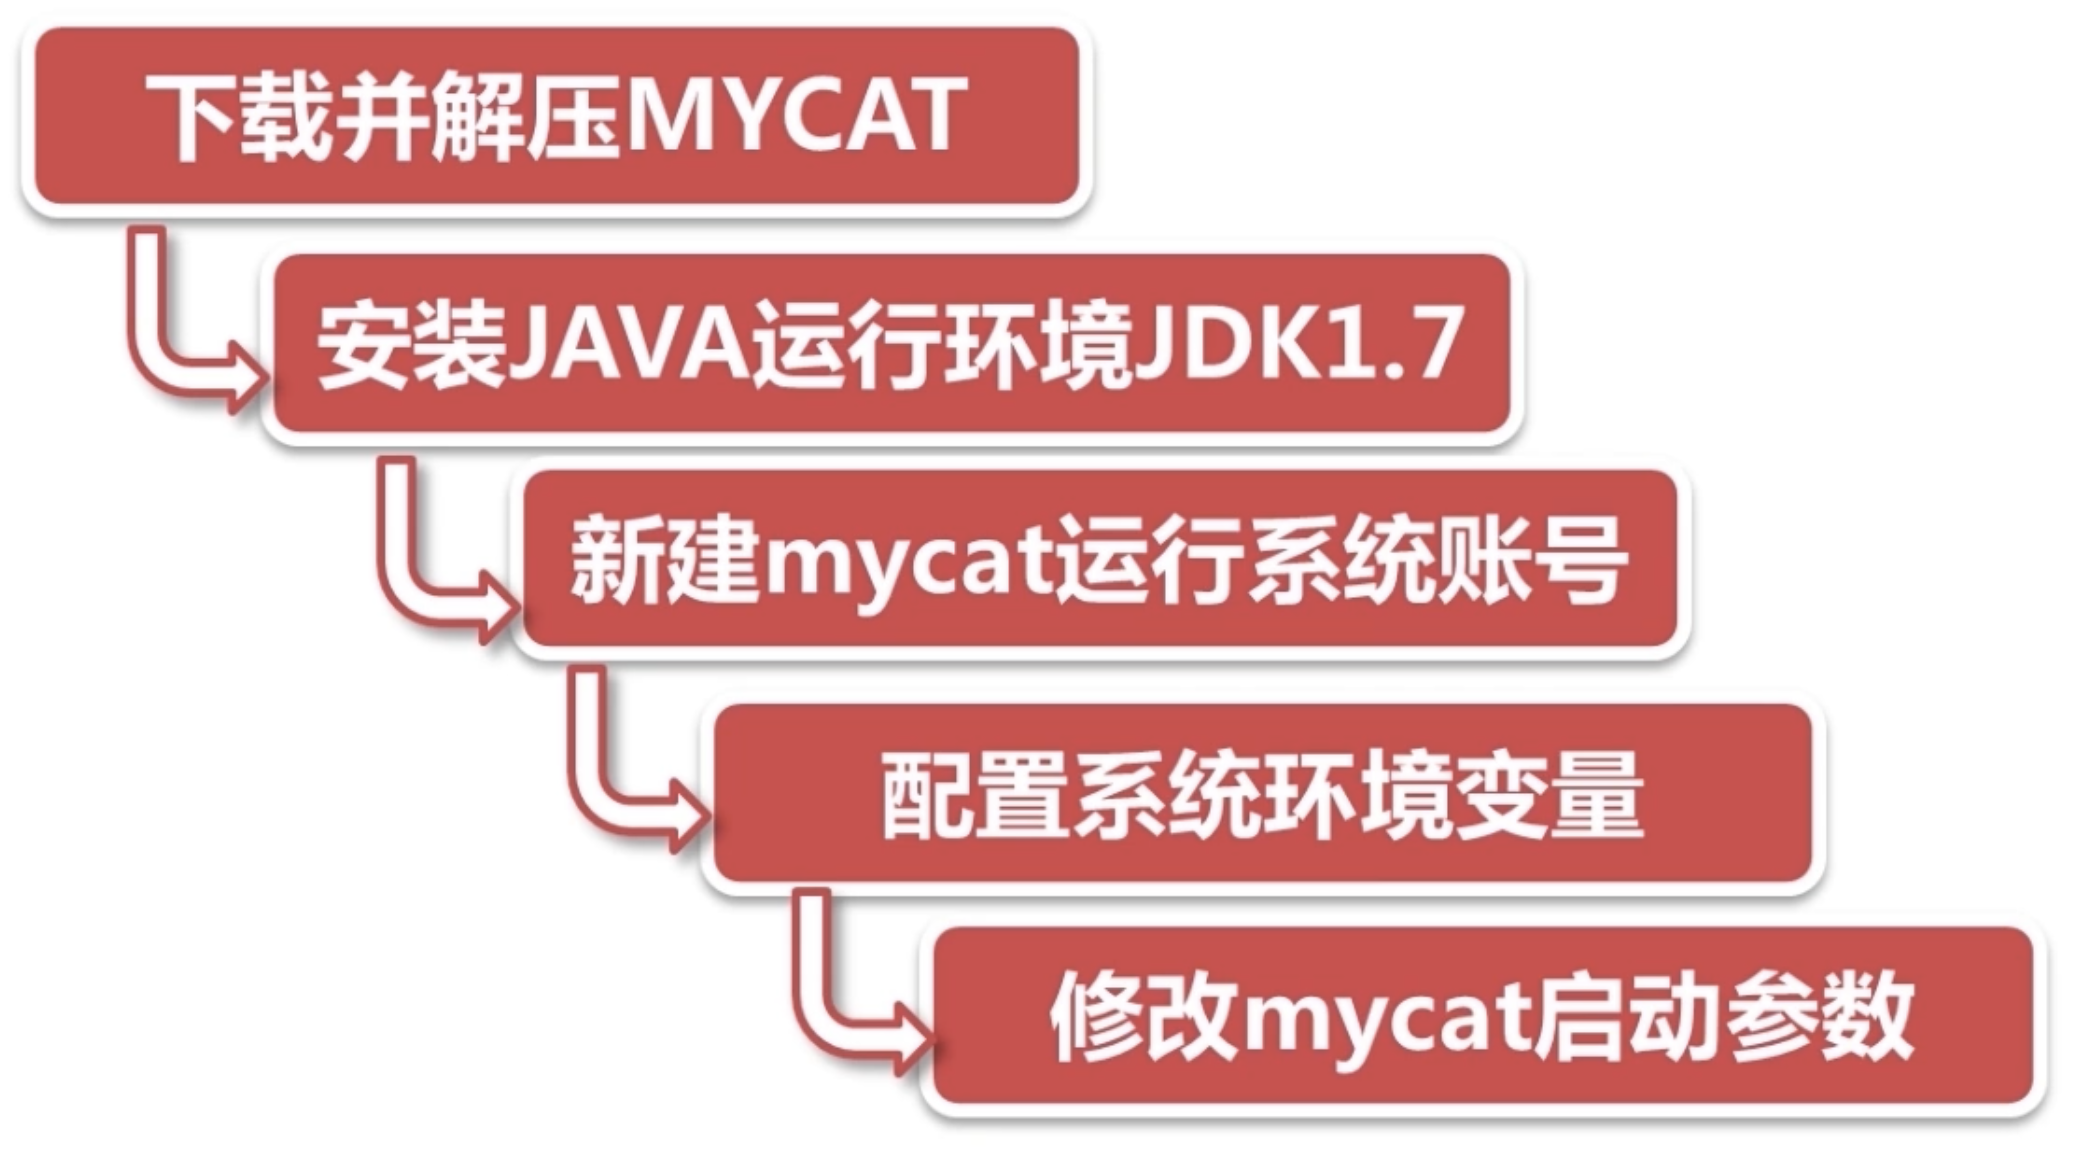 下载并解压MYCAT
安装JAVA运行环境JDK1.7
新建mycat运行系统账号
配置系统环境变量
修改mycat启动参数